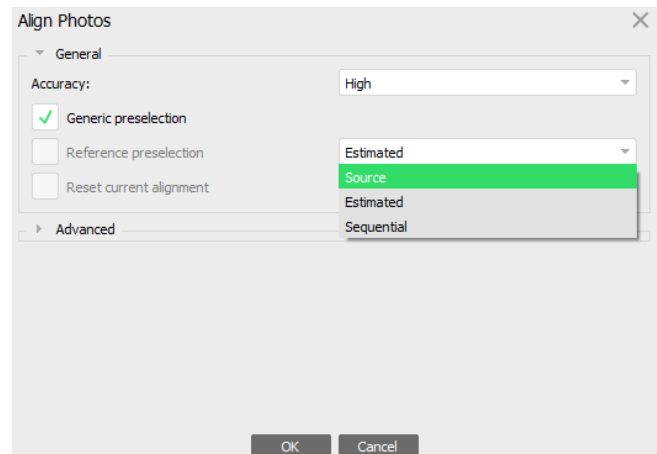 Align Photos
General
Accuracy: High
Generic preselection
Reference preselection Estimated
Source
Reset current alignment
Estimated
Sequential
Advanced
OK Cancel